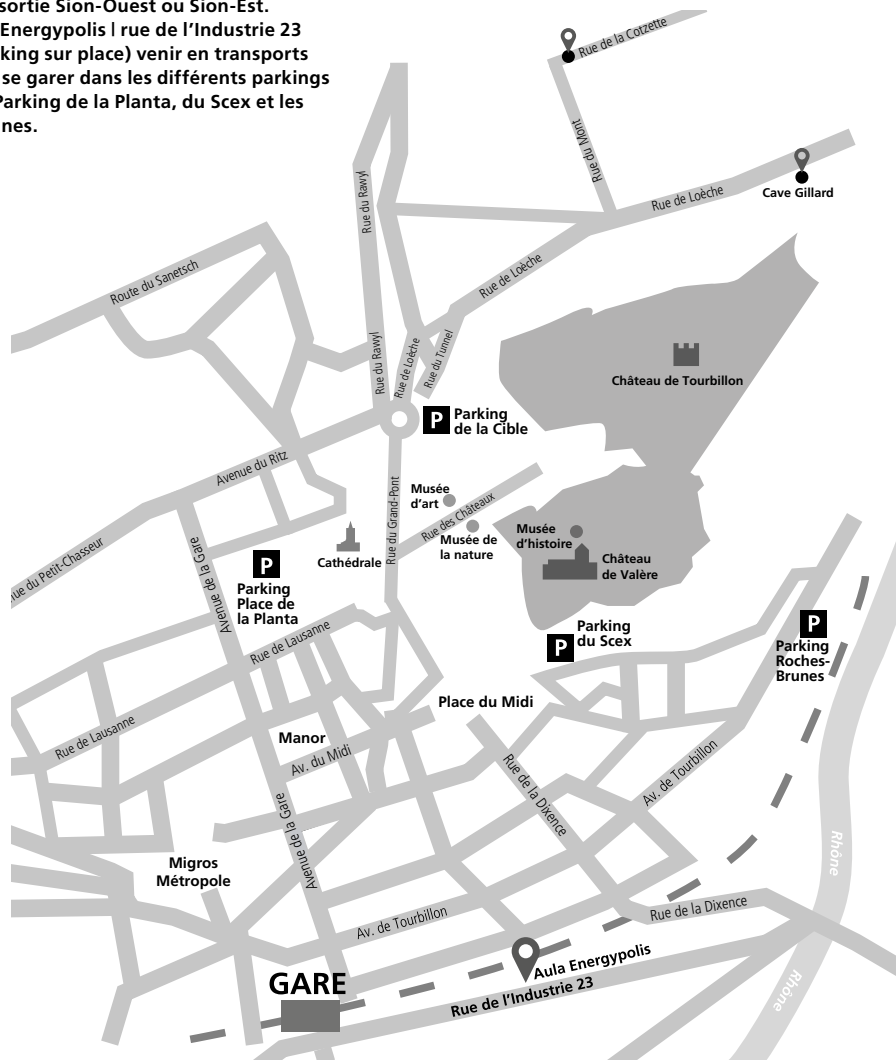 sortie Sion-Ouest ou Sion-Est.
Energypolis | rue de l'Industrie 23
king sur place) venir en transports
se garer dans les différents parkings
Parking de la Planta, du Scex et les
nes.
Rue de la Cotzette
Rue du Mont
Rue de Loèche
Cave Gillard
Rue du Rawyl
Route du Sanetsch
Rue de Loèche
Rue du Rawyl
Rue de Loèche
Rue du Tunnel
Château de Tourbillon
P
Parking
de la Cible
Avenue du Ritz
Musée
d'art
Rue du Grand-Pont
Rue des Châteaux
Musée de
la nature
Musée
d'histoire
Château
de Valère
Cathédrale
ue du Petit-Chasseur
Avenue de la Gare
P
Parking
Place de
la Planta
Rue de Lausanne
P
Parking
du Scex
P
Parking
Roches-
Brunes
Place du Midi
Rue de Lausanne
Manor
Av. du Midi
Rue de la Dixence
Av. de Tourbillon
Avenue de la Gare
Rhône
Migros
Métropole
Av. de Tourbillon
Rue de la Dixence
Aula Energypolis
GARE
Rue de l'Industrie 23
Rhône